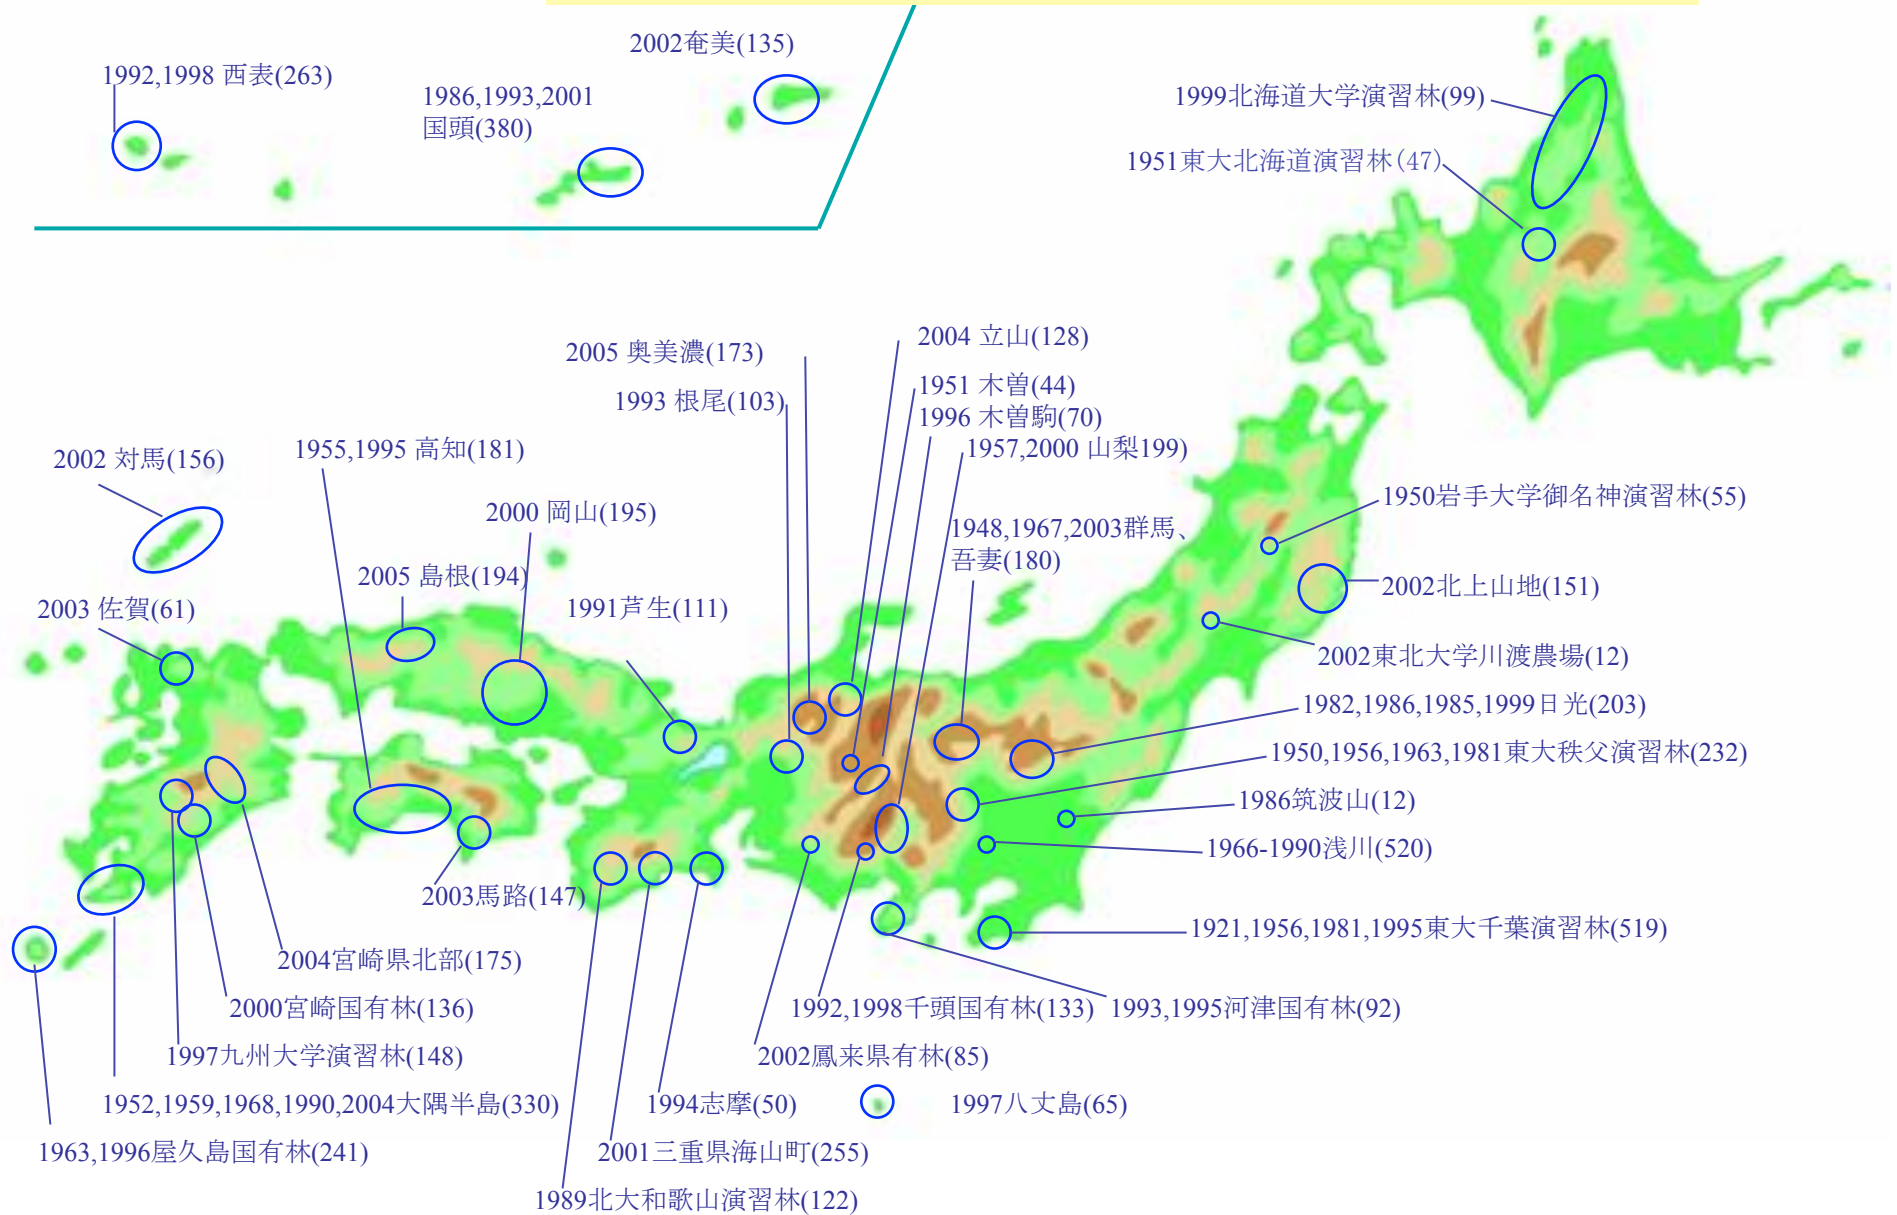 2002奄美(135)
1992,1998 西表(263)
1986,1993,2001
国頭(380)
1999北海道大学演習林(99)
1951東大北海道演習林(47)
2005 奥美濃(173)
2004 立山(128)
1993 根尾(103)
1951 木曽(44)
1996 木曽駒(70)
1957,2000 山梨199)
2002 対馬(156)
1955,1995 高知(181)
2000 岡山(195)
1950岩手大学御名神演習林(55)
1948,1967,2003群馬、
吾妻(180)
2005 島根(194)
2002北上山地(151)
2003 佐賀(61)
1991芦生(111)
2002東北大学川渡農場(12)
1982,1986,1985,1999日光(203)
1950,1956,1963,1981東大秩父演習林(232)
1986筑波山(12)
1966-1990浅川(520)
2003馬路(147)
1921,1956,1981,1995東大千葉演習林(519)
2004宮崎県北部(175)
2000宮崎国有林(136)
1992,1998千頭国有林(133)
1993,1995河津国有林(92)
1997九州大学演習林(148)
2002鳳来県有林(85)
1952,1959,1968,1990,2004大隅半島(330)
1994志摩(50)
1997八丈島(65)
1963,1996屋久島国有林(241)
2001三重県海山町(255)
1989北大和歌山演習林(122)